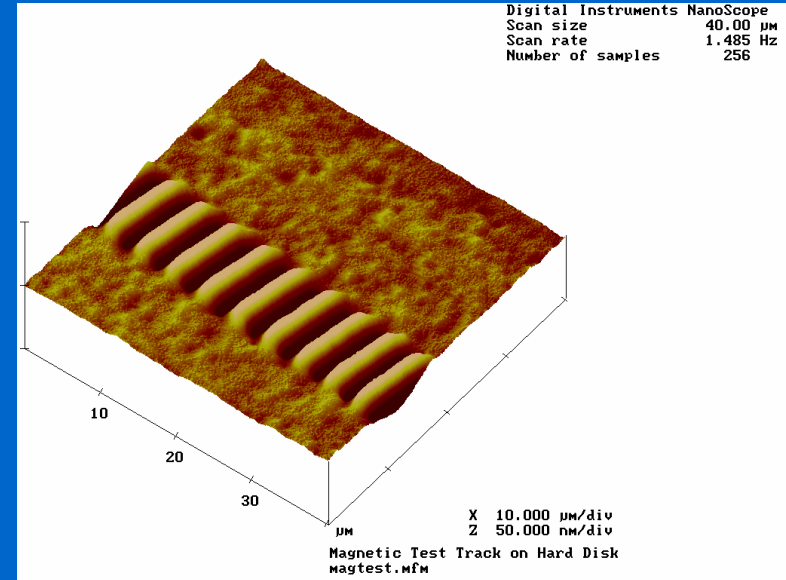 Digital Instruments NanoScope
Scan size 40.00 µm
Scan rate 1.485 Hz
Number of samples 256
10
20
30
µm
X 10.000 µm/div
Z 50.000 nm/div
Magnetic Test Track on Hard Disk
magtest.mfm